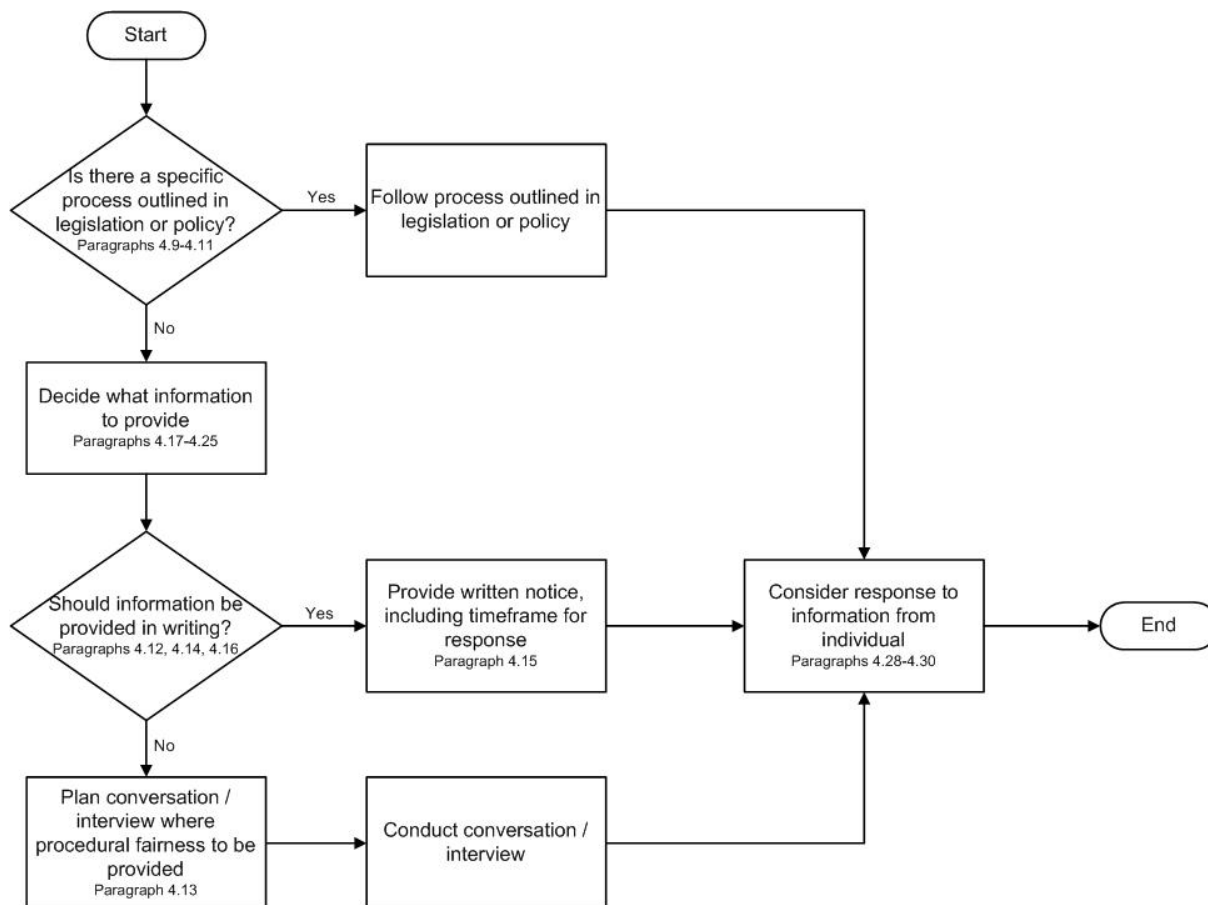 Start
Is there a specific
process outlined in
legislation or policy?
Paragraphs 4.9-4.11
Yes
Follow process outlined in
legislation or policy
No
Decide what information
to provide
Paragraphs 4.17-4.25
Should information be
provided in writing?
Paragraphs 4.12, 4.14, 4.16
Yes
Provide written notice,
including timeframe for
response
Paragraph 4.15
Consider response to
information from
individual
Paragraphs 4.28-4.30
End
No
Plan conversation /
interview where
procedural fairness to be
provided
Paragraph 4.13
Conduct conversation /
interview